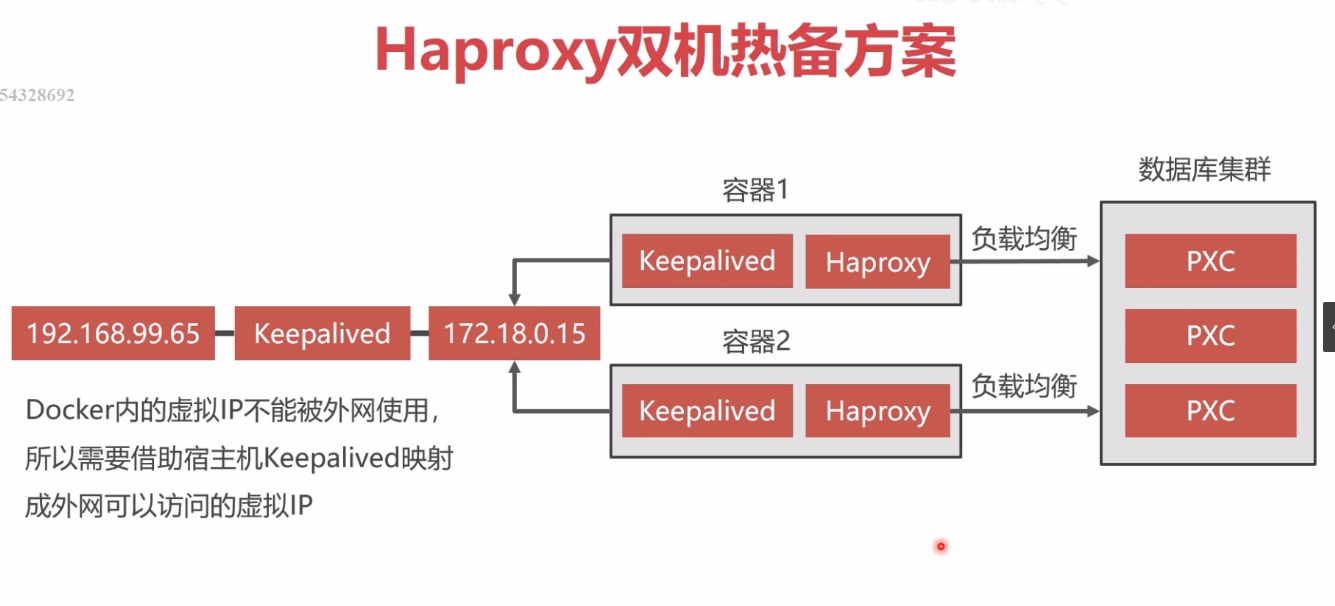 Haproxy双机热备方案
54328692
数据库集群
容器1
负载均衡
Keepalived
Haproxy
PXC
192.168.99.65
Keepalived
172.18.0.15
容器2
PXC
负载均衡
Keepalived
Haproxy
PXC
Docker内的虚拟IP不能被外网使用，
所以需要借助宿主机Keepalived映射
成外网可以访问的虚拟IP